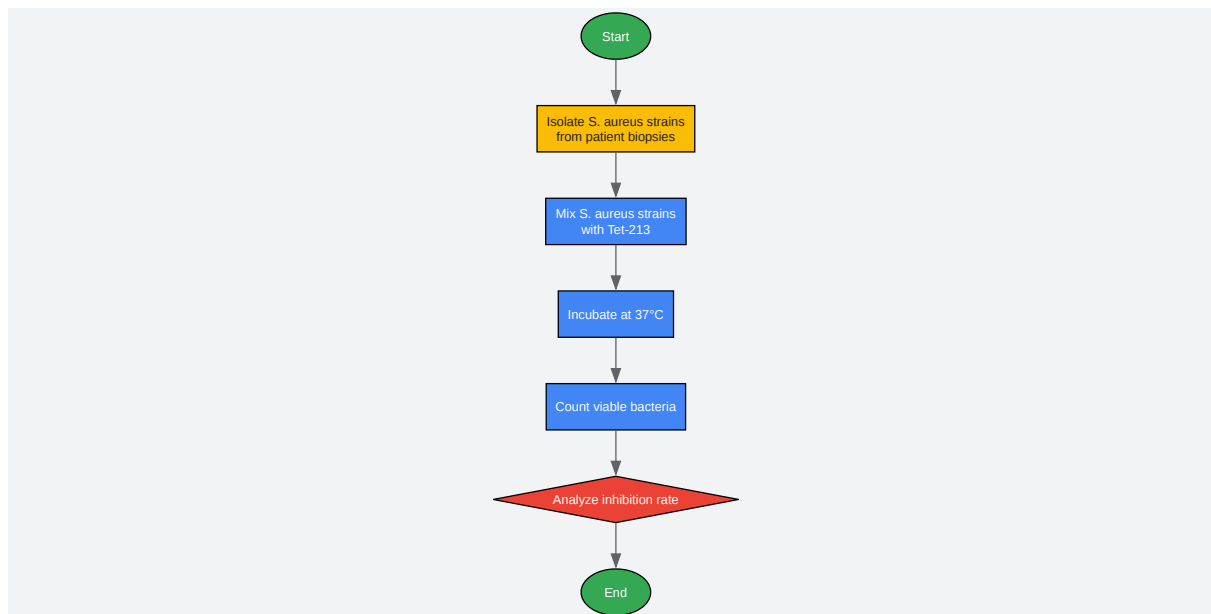 Start
Isolate S. aureus strains
from patient biopsies
Mix S. aureus strains
with Tet-213
Incubate at 37°C
Count viable bacteria
Analyze inhibition rate
End